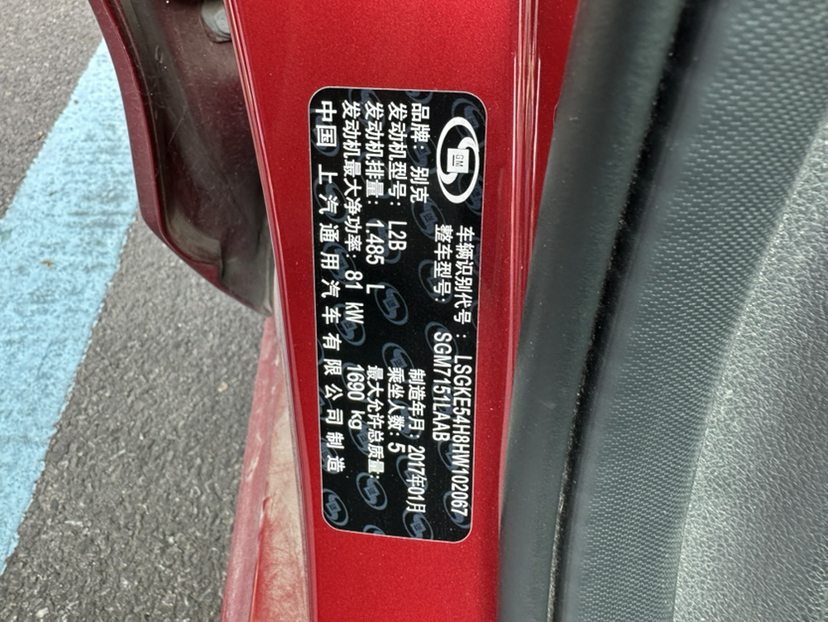 GM
车辆识别代号：LSGKE54H8HW102067
整车型号：SGM7151LAAB
品牌：别克
制造年月：2017年01月
发动机型号：L2B
乘坐人数：5
发动机排量：1.485 L
最大允许总质量：
发动机最大净功率：81 kW
1690 kg
中国 上汽通用汽车有限公司制造